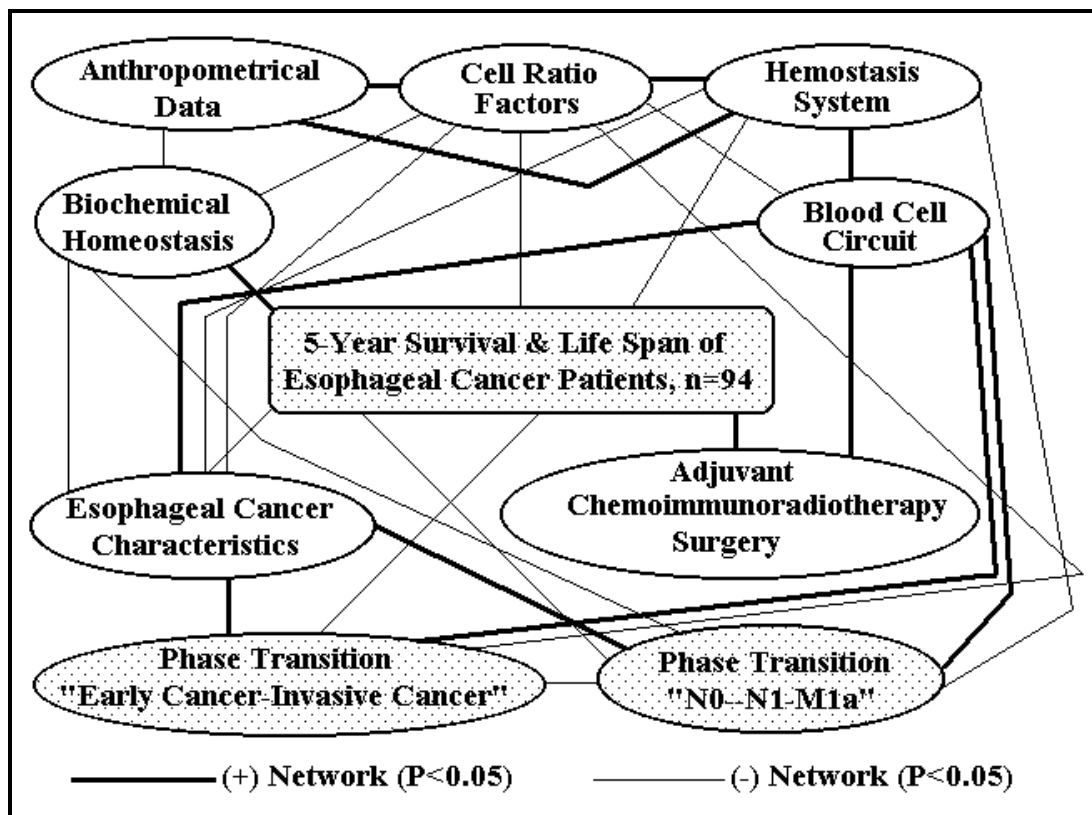 Anthropometrical
Data
Cell Ratio
Factors
Hemostasis
System
Biochemical
Homeostasis
Blood Cell
Circuit
5-Year Survival & Life Span of
Esophageal Cancer Patients, n=94
Esophageal Cancer
Characteristics
Adjuvant
Chemoimmunoradiotherapy
Surgery
Phase Transition
"Early Cancer-Invasive Cancer"
Phase Transition
"N0--N1-M1a"
(+) Network (P<0.05)
(-) Network (P<0.05)